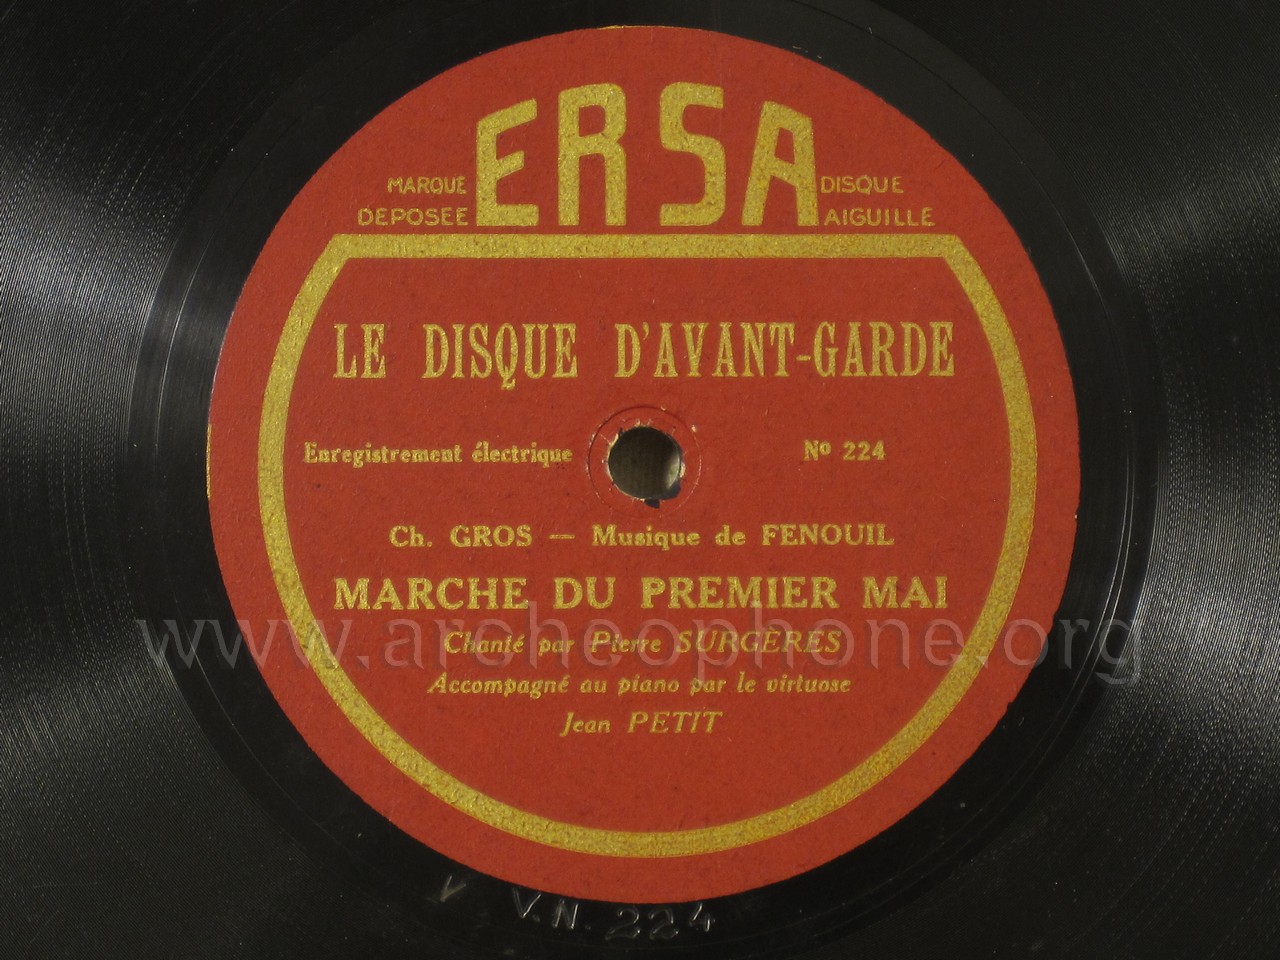 ERSA
MARQUE DISQUE
DEPOSEE AIGUILLE
LE DISQUE D'AVANT-GARDE
Enregistrement électrique Nº 224
Ch. GROS — Musique de FENOUIL
MARCHE DU PREMIER MAI
www.archeophone.org
Chanté par Pierre SURGÈRES
Accompagné au piano par le virtuose
Jean PETIT
V V.N. 224